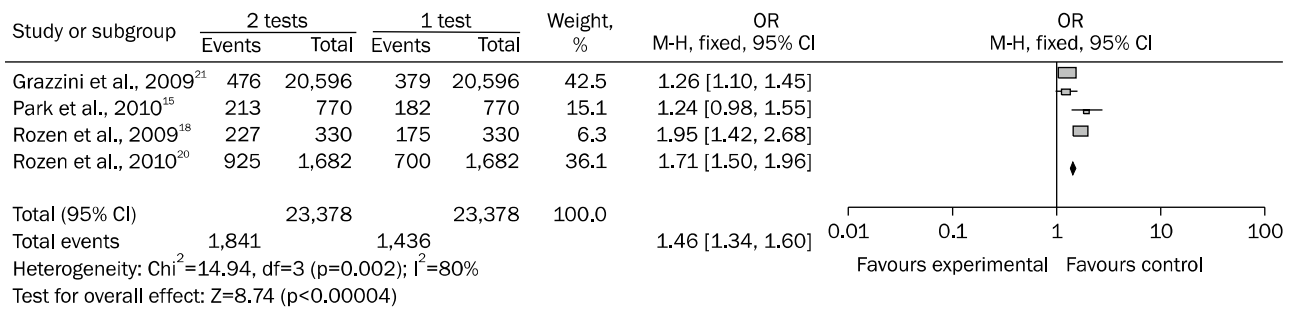 Study or subgroup 2 tests 1 test Weight, % OR M-H, fixed, 95% CI OR M-H, fixed, 95% CI
Events Total Events Total
Grazzini et al., 2009²¹ 476 20,596 379 20,596 42.5 1.26 [1.10, 1.45]
Park et al., 2010¹⁵ 213 770 182 770 15.1 1.24 [0.98, 1.55]
Rozen et al., 2009¹⁸ 227 330 175 330 6.3 1.95 [1.42, 2.68]
Rozen et al., 2010²⁰ 925 1,682 700 1,682 36.1 1.71 [1.50, 1.96]
Total (95% CI) 23,378 23,378 100.0
Total events 1,841 1,436 1.46 [1.34, 1.60]
Heterogeneity: Chi²=14.94, df=3 (p=0.002); I²=80%
Test for overall effect: Z=8.74 (p<0.00004)
0.01 0.1 1 10 100
Favours experimental Favours control